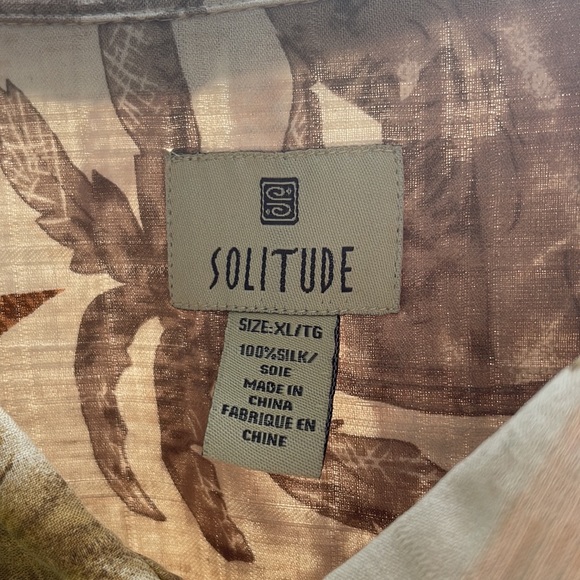 SOLITUDE
SIZE:XL/TG
100%SILK/
SOIE
MADE IN
CHINA
FABRIQUE EN
CHINE